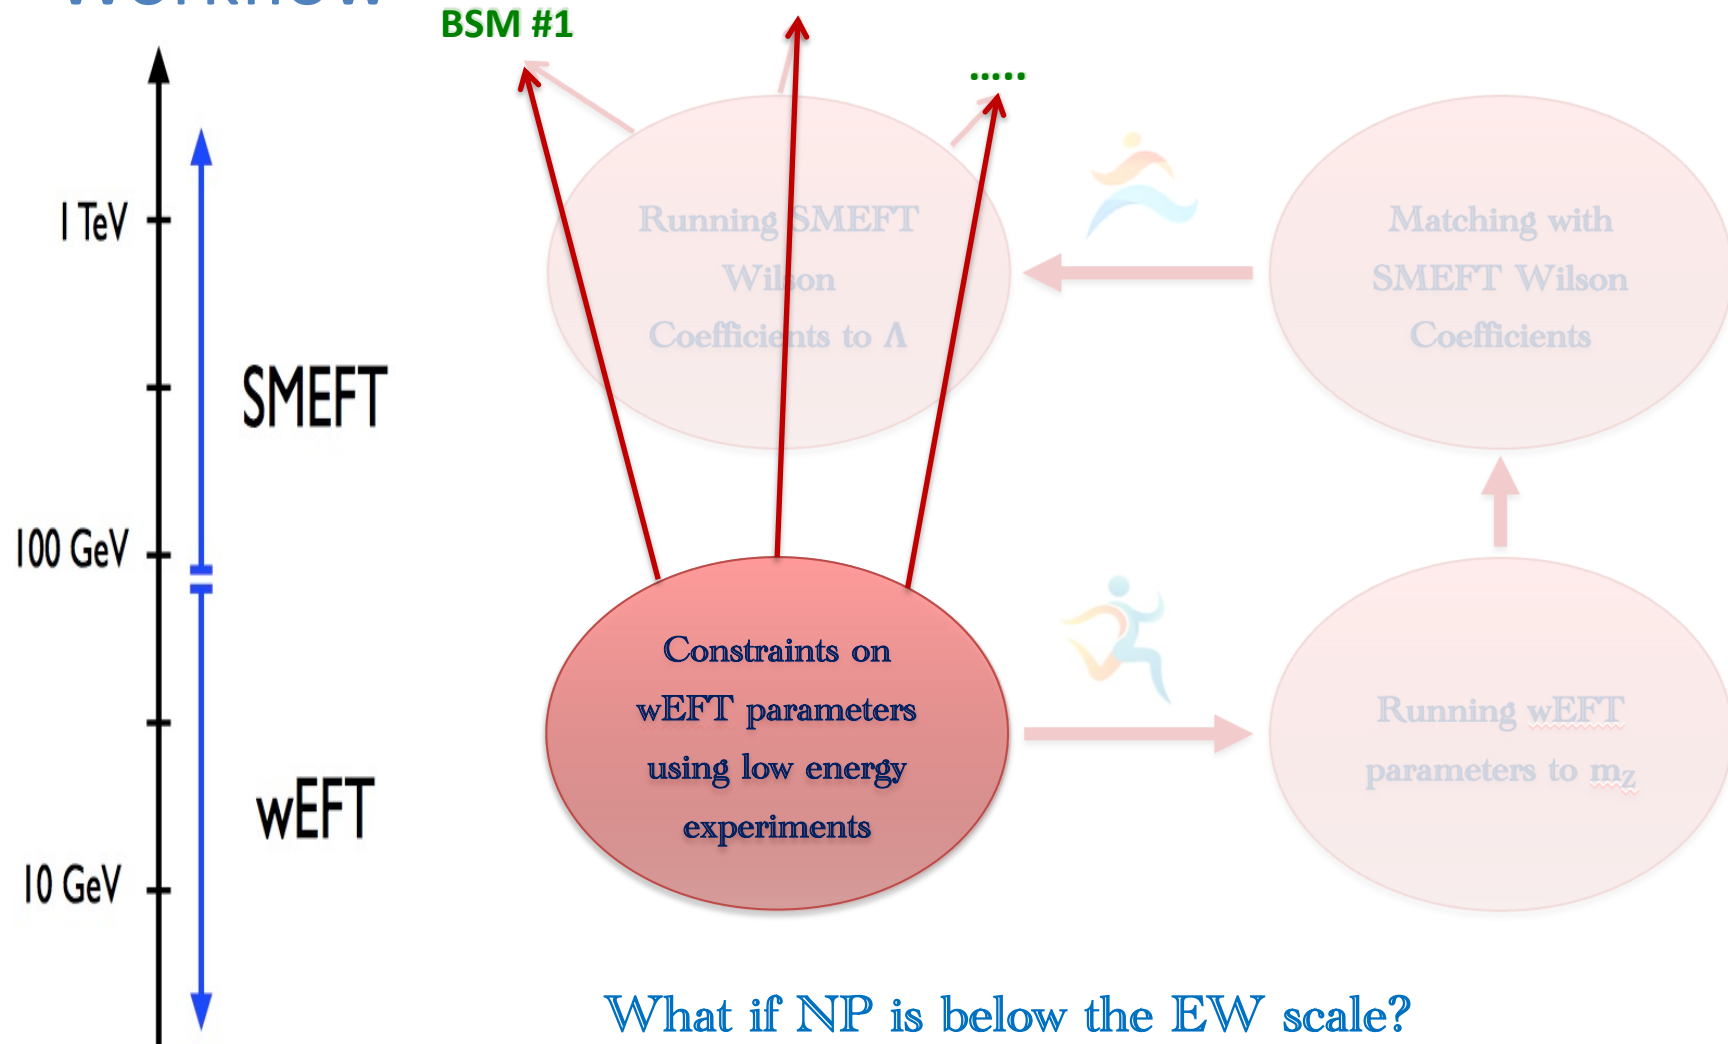 Workflow
BSM #1
.....
1 TeV
Running SMEFT
Wilson
Coefficients to Λ
Matching with
SMEFT Wilson
Coefficients
SMEFT
100 GeV
Constraints on
wEFT parameters
using low energy
experiments
Running wEFT
parameters to mZ
wEFT
10 GeV
What if NP is below the EW scale?